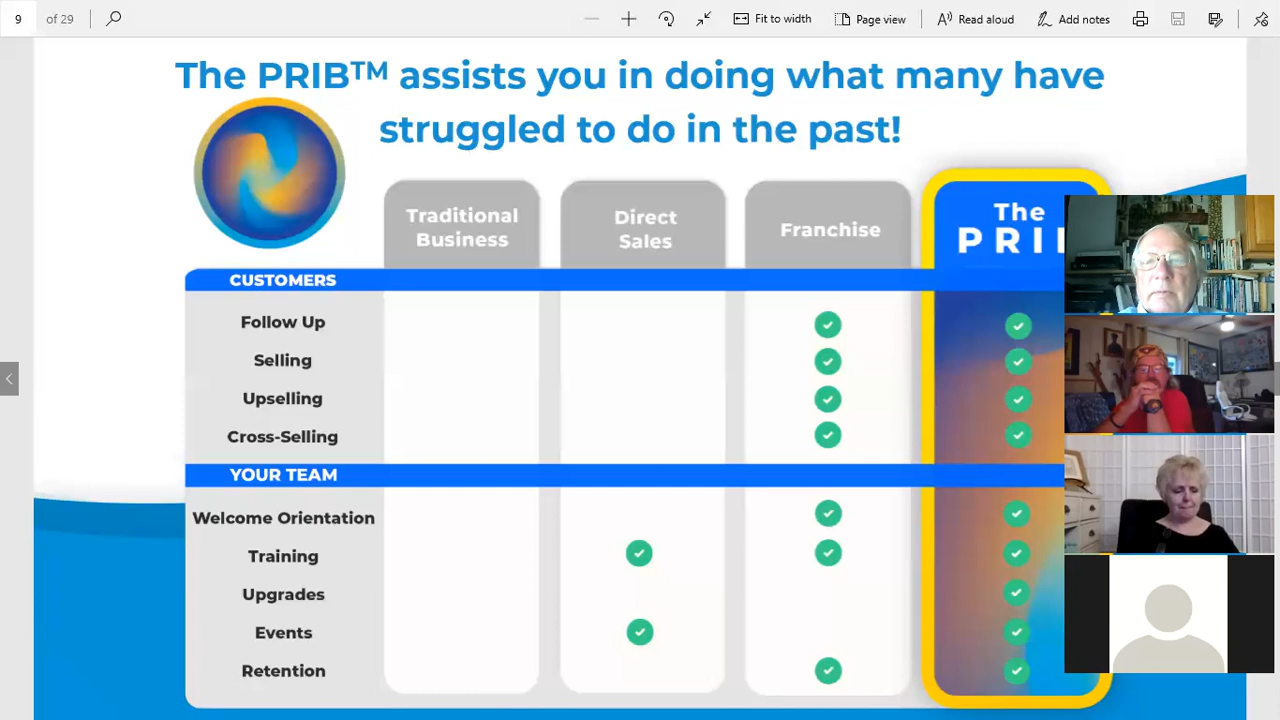 9 of 29 Fit to width Page view Read aloud Add notes
The PRIB™ assists you in doing what many have
struggled to do in the past!
Traditional
Business
Direct
Sales
Franchise
The
CUSTOMERS
Follow Up
Selling
Upselling
Cross-Selling
YOUR TEAM
Welcome Orientation
Training
Upgrades
Events
Retention